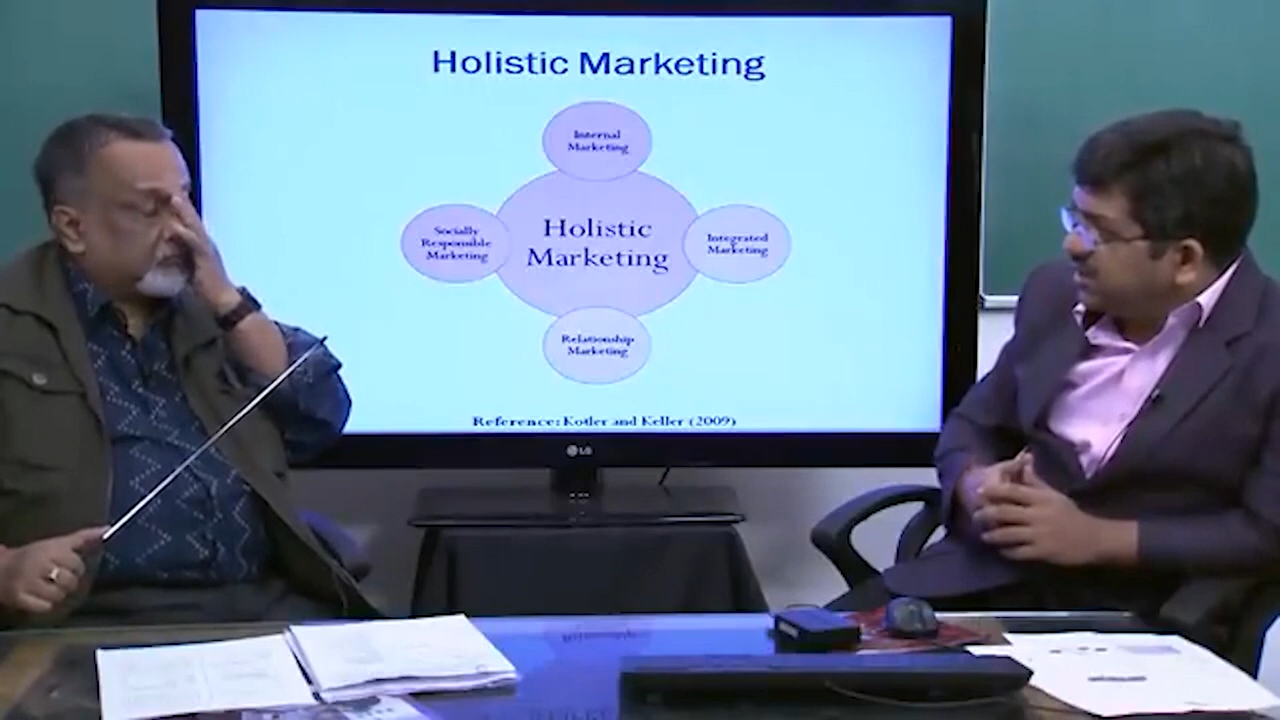 Holistic Marketing
Internal
Marketing
Socially
Responsible
Marketing
Holistic
Marketing
Integrated
Marketing
Relationship
Marketing
Reference: Kotler and Keller (2009)
LG